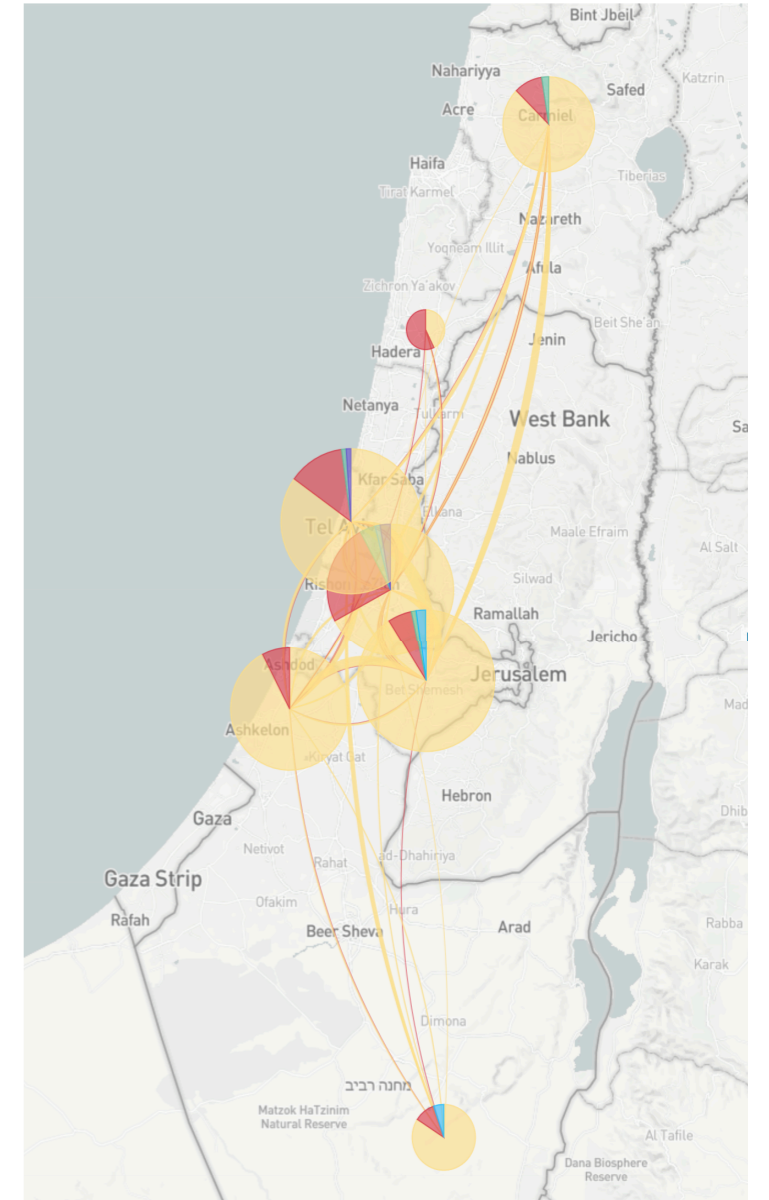 Bint Jbeil
Nahariyya
Katzrin
Safed
Acre
Carmiel
Haifa
Tiberias
Tirat Karmel
Nazareth
Yoqneam Illit
Afula
Zichron Ya'akov
Beit She'an
Jenin
Hadera
Netanya
Tulkarm
West Bank
Sa
Nablus
Kfar Saba
Elkana
Tel Aviv
Maale Efraim
Al Salt
Silwad
Rishon LeZion
Ramallah
Jericho
Ashdod
Jerusalem
Bet Shemesh
Mad
Ashkelon
Kiryat Gat
Hebron
Dhib
Gaza
Netivot
Rahat
ad-Dhahiriya
Gaza Strip
Ofakim
Hura
Rafah
Beer Sheva
Arad
Rabba
Karak
Dimona
מחנה רביב
Matzok HaTzinim
Natural Reserve
Al Tafile
Dana Biosphere
Reserve